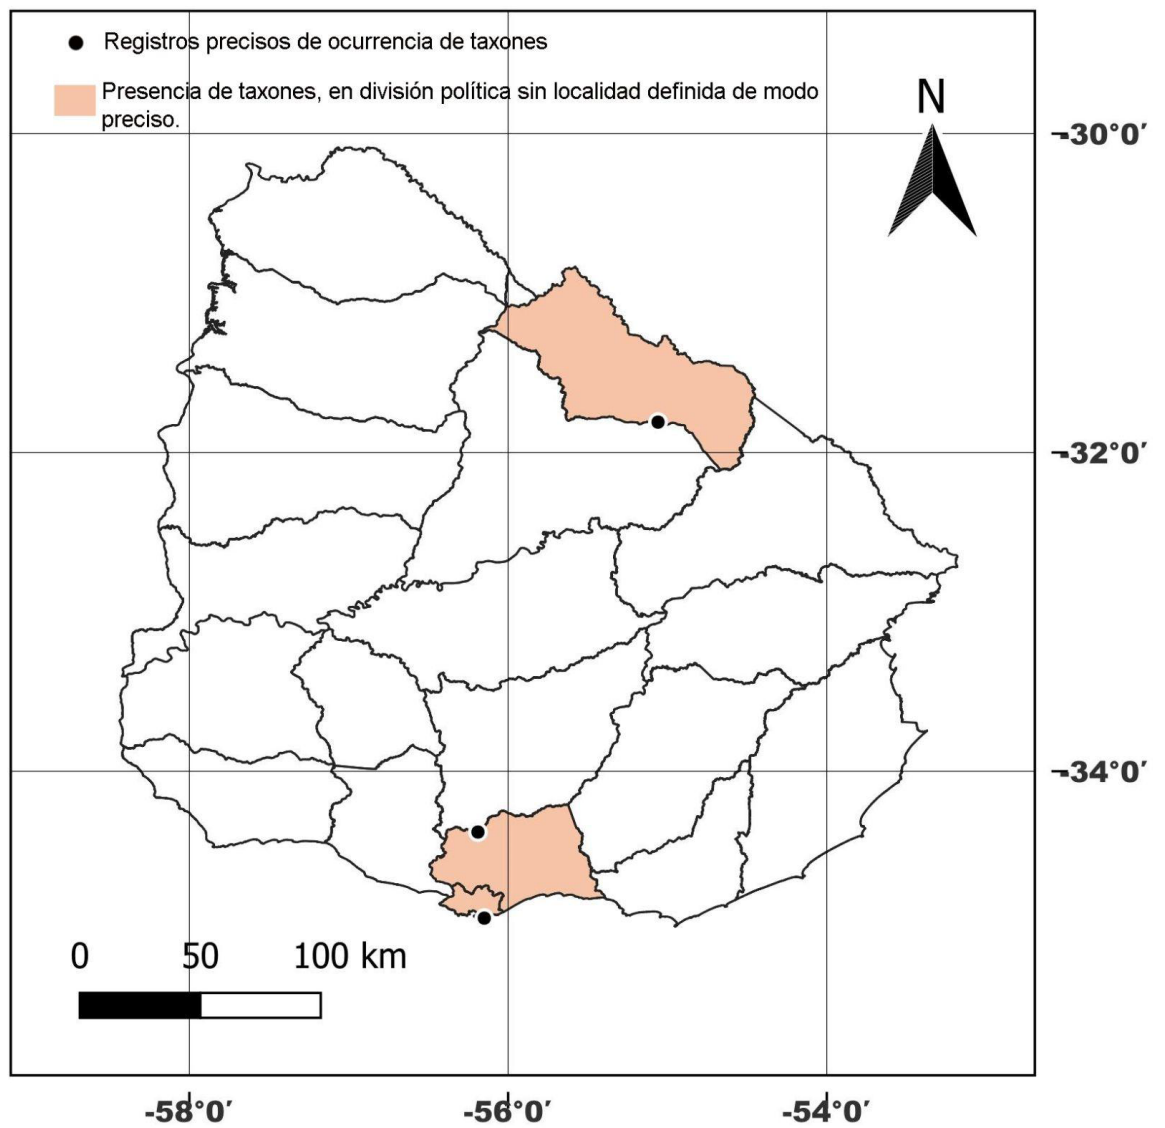 Registros precisos de ocurrencia de taxones
Presencia de taxones, en división política sin localidad definida de modo
preciso.
N
-30°0′
-32°0′
-34°0′
0 50 100 km
-58°0′ -56°0′ -54°0′